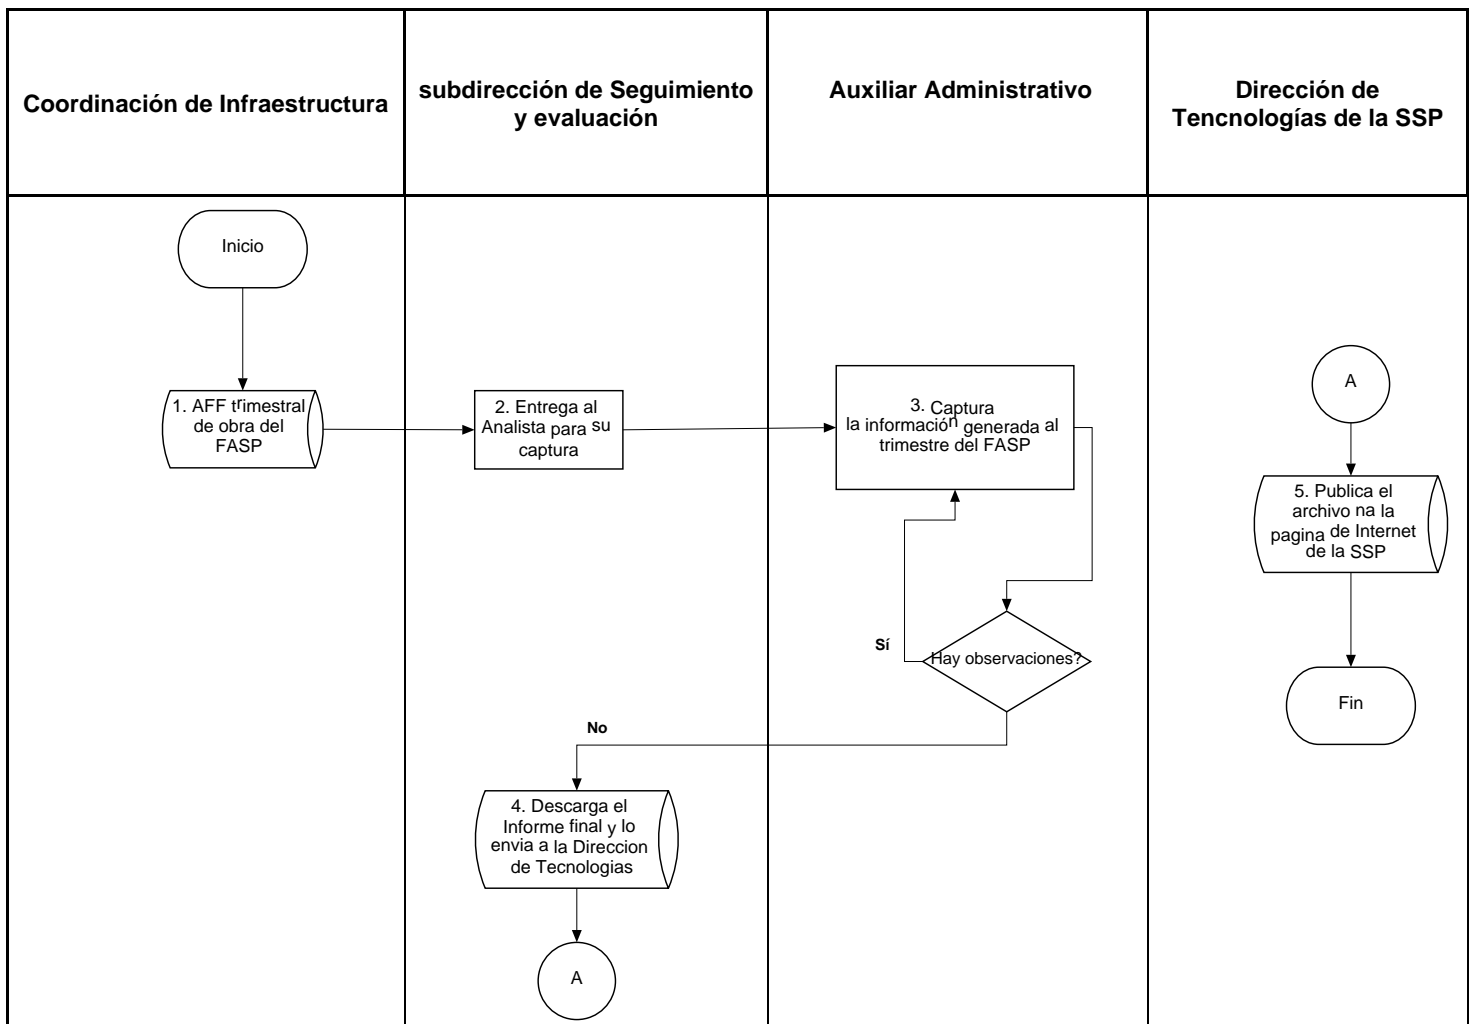 Coordinación de Infraestructura
subdirección de Seguimiento
y evaluación
Auxiliar Administrativo
Dirección de
Tencnologías de la SSP
Inicio
1. AFF trimestral
de obra del
FASP
2. Entrega al
Analista para su
captura
3. Captura
la información generada al
trimestre del FASP
Sí
Hay observaciones?
No
4. Descarga el
Informe final y lo
envia a la Direccion
de Tecnologias
A
A
5. Publica el
archivo na la
pagina de Internet
de la SSP
Fin